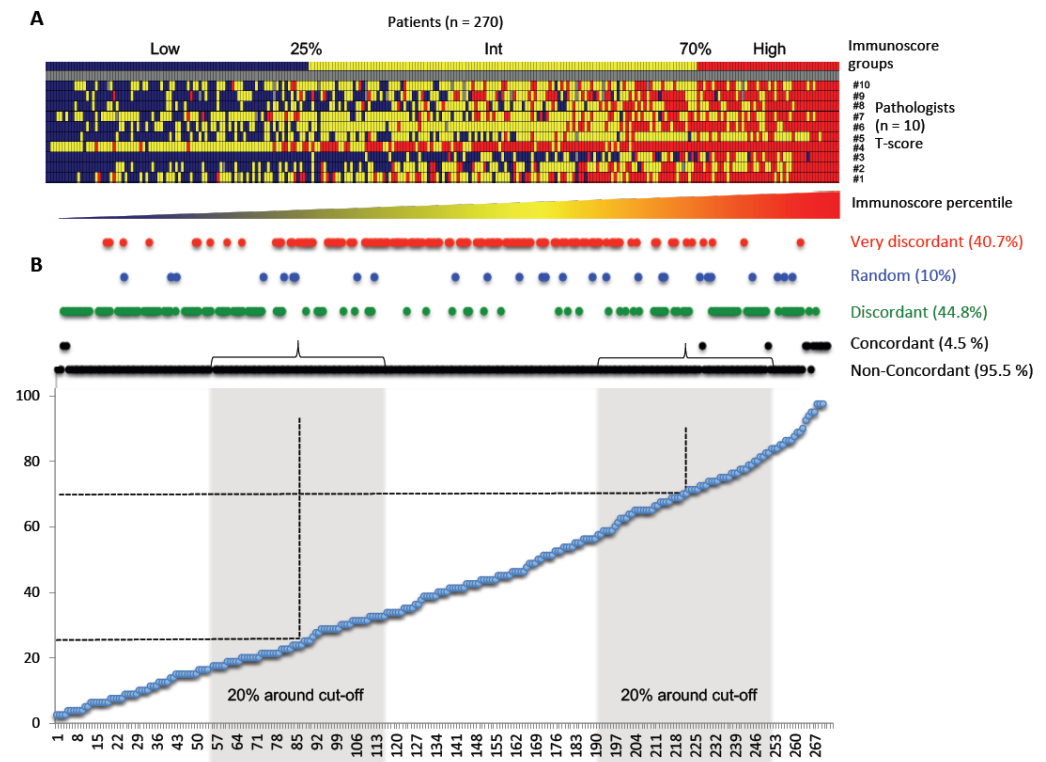 A
Patients (n = 270)
Low 25% Int 70% High
Immunoscore
groups
#10
#9
#8
#7
#6
#5
#4
#3
#2
#1
Pathologists
(n = 10)
T-score
Immunoscore percentile
Very discordant (40.7%)
B
Random (10%)
Discordant (44.8%)
Concordant (4.5 %)
Non-Concordant (95.5 %)
100
80
60
40
20
0
20% around cut-off 20% around cut-off
1 8 15 22 29 36 43 50 57 64 71 78 85 92 99 106 113 120 127 134 141 148 155 162 169 176 183 190 197 204 211 218 225 232 239 246 253 260 267